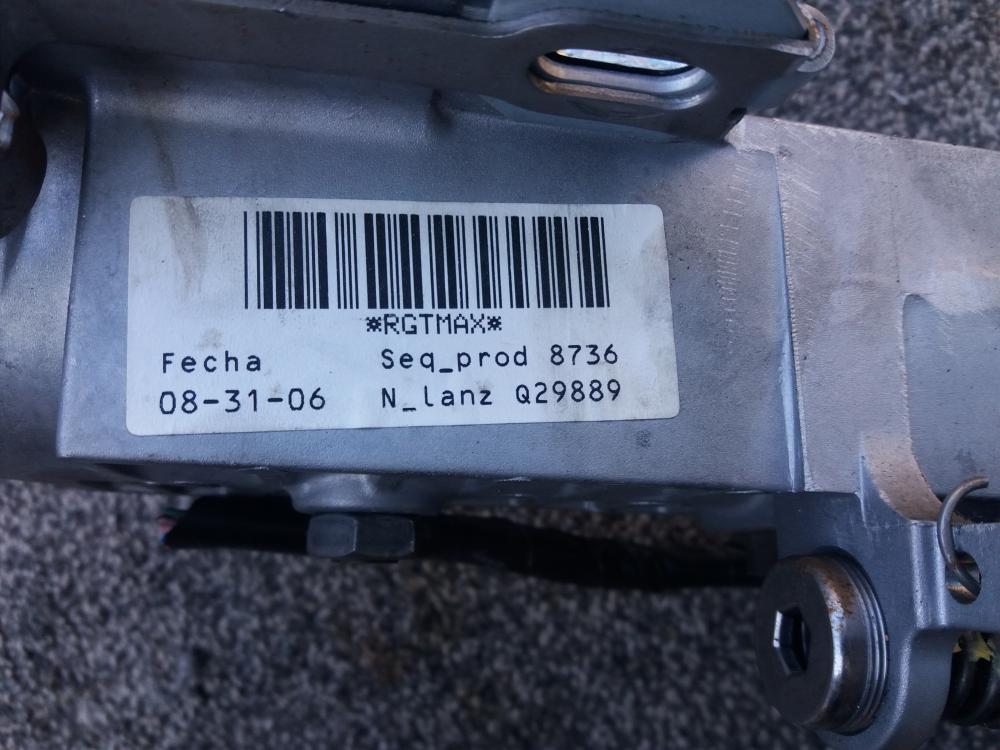 *RGTMAX*
Fecha Seq_prod 8736
08-31-06 N_lanz Q29889